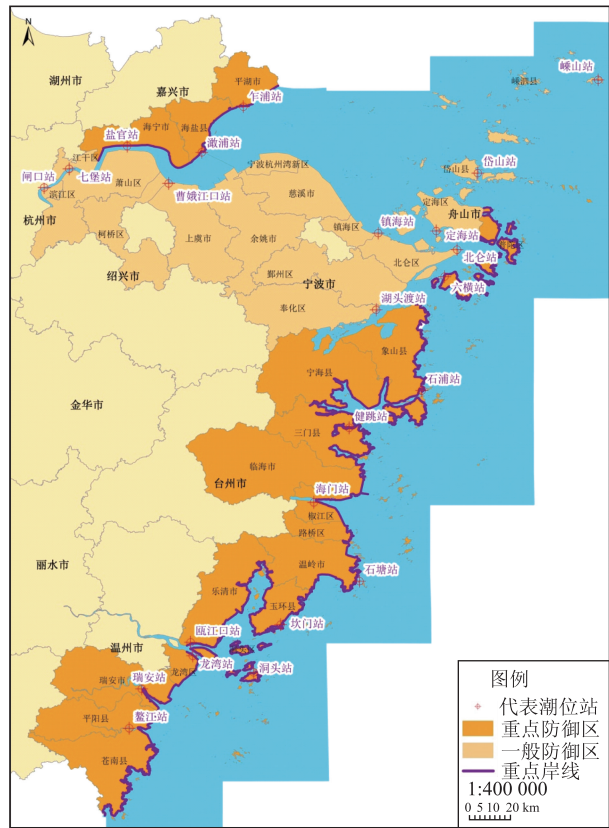 N
湖州市
嘉兴市
平湖市
乍浦站
嵊山站
嵊泗县
海宁市
海盐县
盐官站
澉浦站
江干区
七堡站
闸口站
滨江区
萧山区
曹娥江口站
宁波杭州湾新区
慈溪市
岱山站
岱山县
定海区
舟山市
杭州市
柯桥区
上虞市
余姚市
镇海区
镇海站
定海站
北仑站
北仑区
绍兴市
鄞州区
宁波市
六横站
奉化区
湖头渡站
象山县
宁海县
石浦站
金华市
健跳站
三门县
临海市
台州市
海门站
椒江区
路桥区
温岭市
石塘站
丽水市
乐清市
玉环县
坎门站
瓯江口站
温州市
龙湾区
龙湾站
洞头站
瑞安市
瑞安站
平阳县
鳌江站
苍南县
图例
代表潮位站
重点防御区
一般防御区
重点岸线
1:400 000
0 5 10 20 km